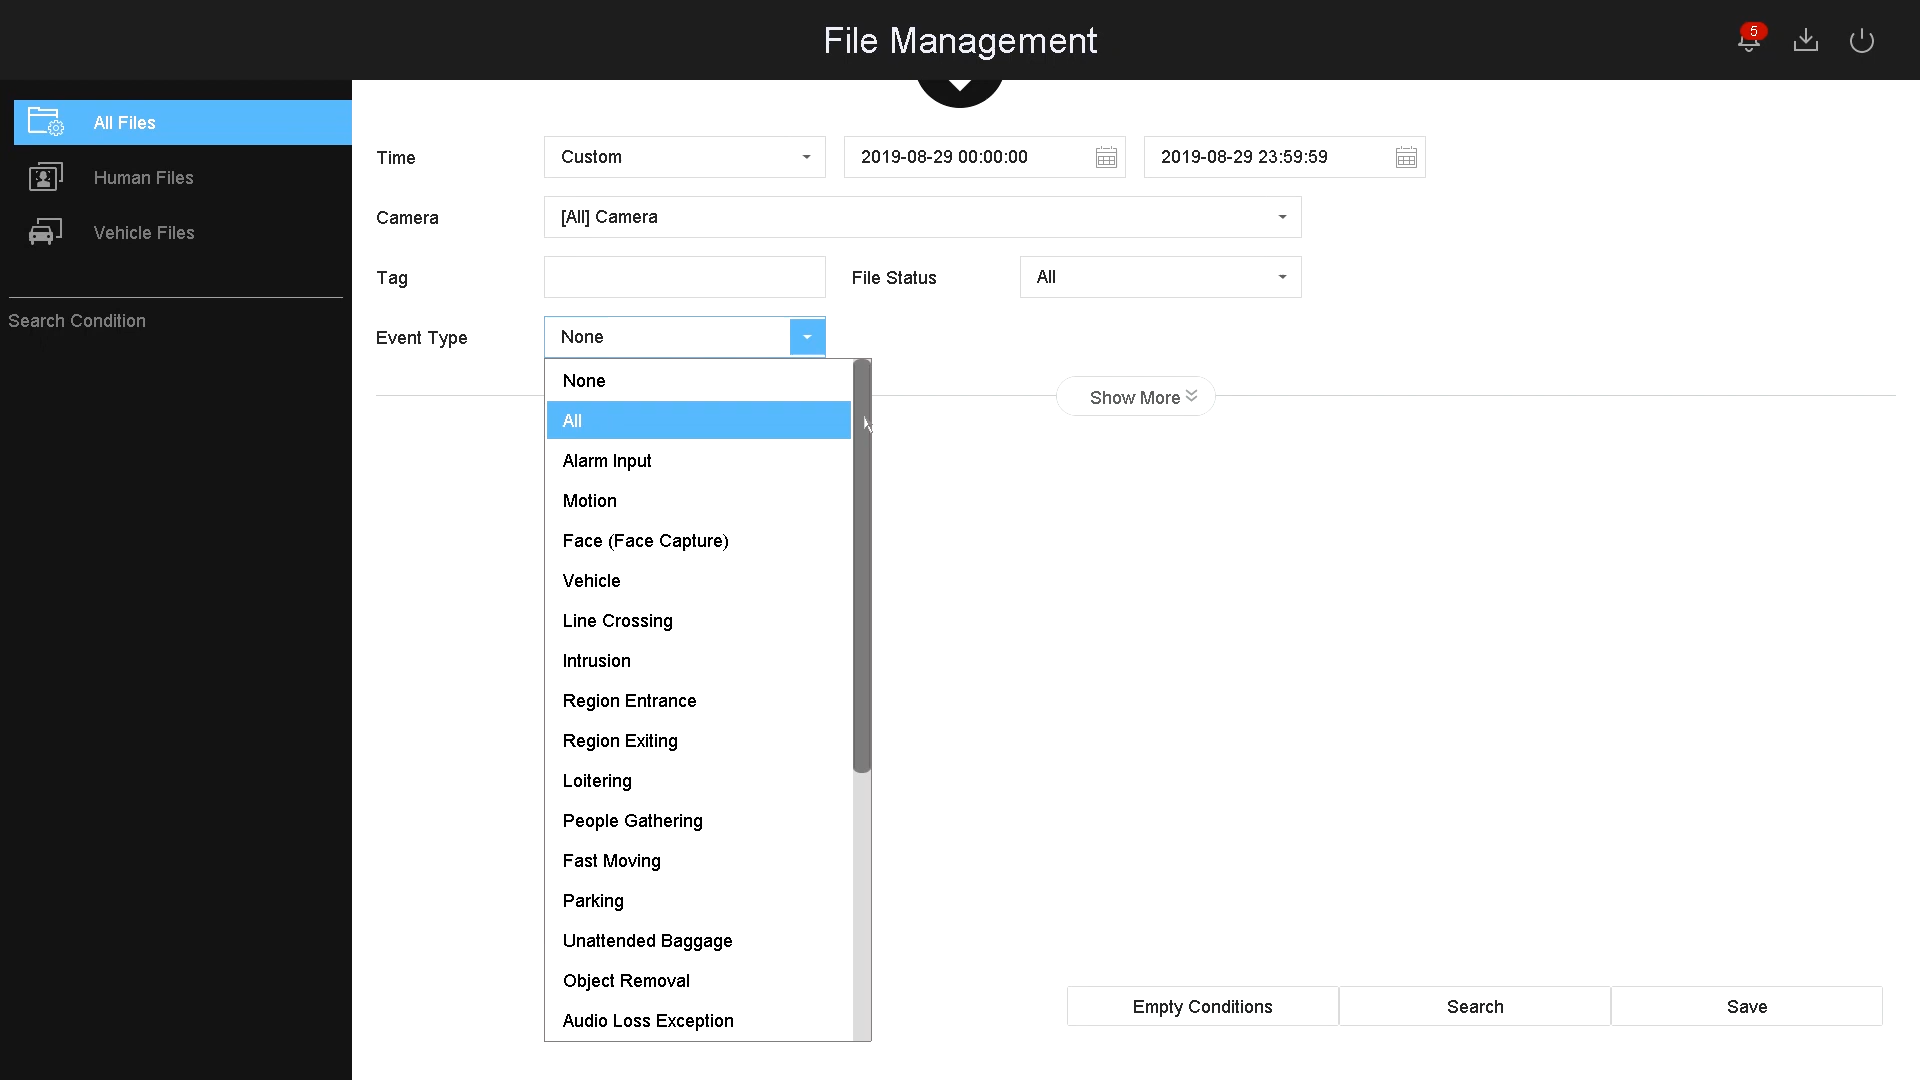 File Management
5
All Files
Human Files
Vehicle Files
Search Condition
Time
Custom
2019-08-29 00:00:00
2019-08-29 23:59:59
Camera
[All] Camera
Tag
File Status
All
Event Type
None
None
All
Alarm Input
Motion
Face (Face Capture)
Vehicle
Line Crossing
Intrusion
Region Entrance
Region Exiting
Loitering
People Gathering
Fast Moving
Parking
Unattended Baggage
Object Removal
Audio Loss Exception
Show More
Empty Conditions
Search
Save